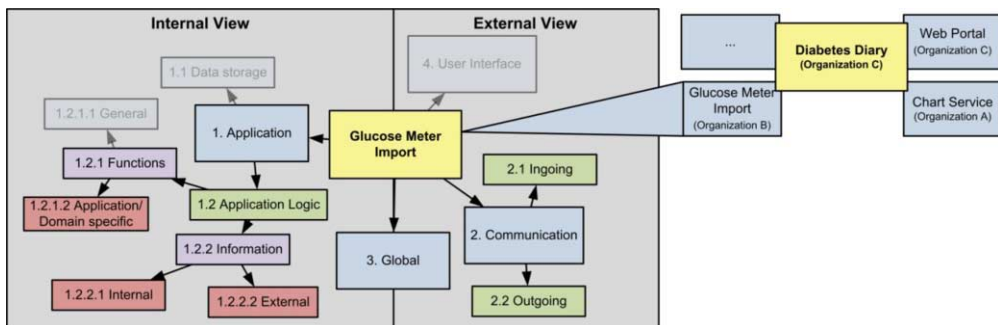 Internal View
External View
1.1 Data storage
4. User Interface
1.2.1.1 General
1. Application
Glucose Meter
Import
1.2.1 Functions
2.1 Ingoing
1.2.1.2 Application/
Domain specific
1.2 Application Logic
2. Communication
1.2.2 Information
3. Global
1.2.2.1 Internal
1.2.2.2 External
2.2 Outgoing
...
Diabetes Diary
(Organization C)
Web Portal
(Organization C)
Glucose Meter
Import
(Organization B)
Chart Service
(Organization A)